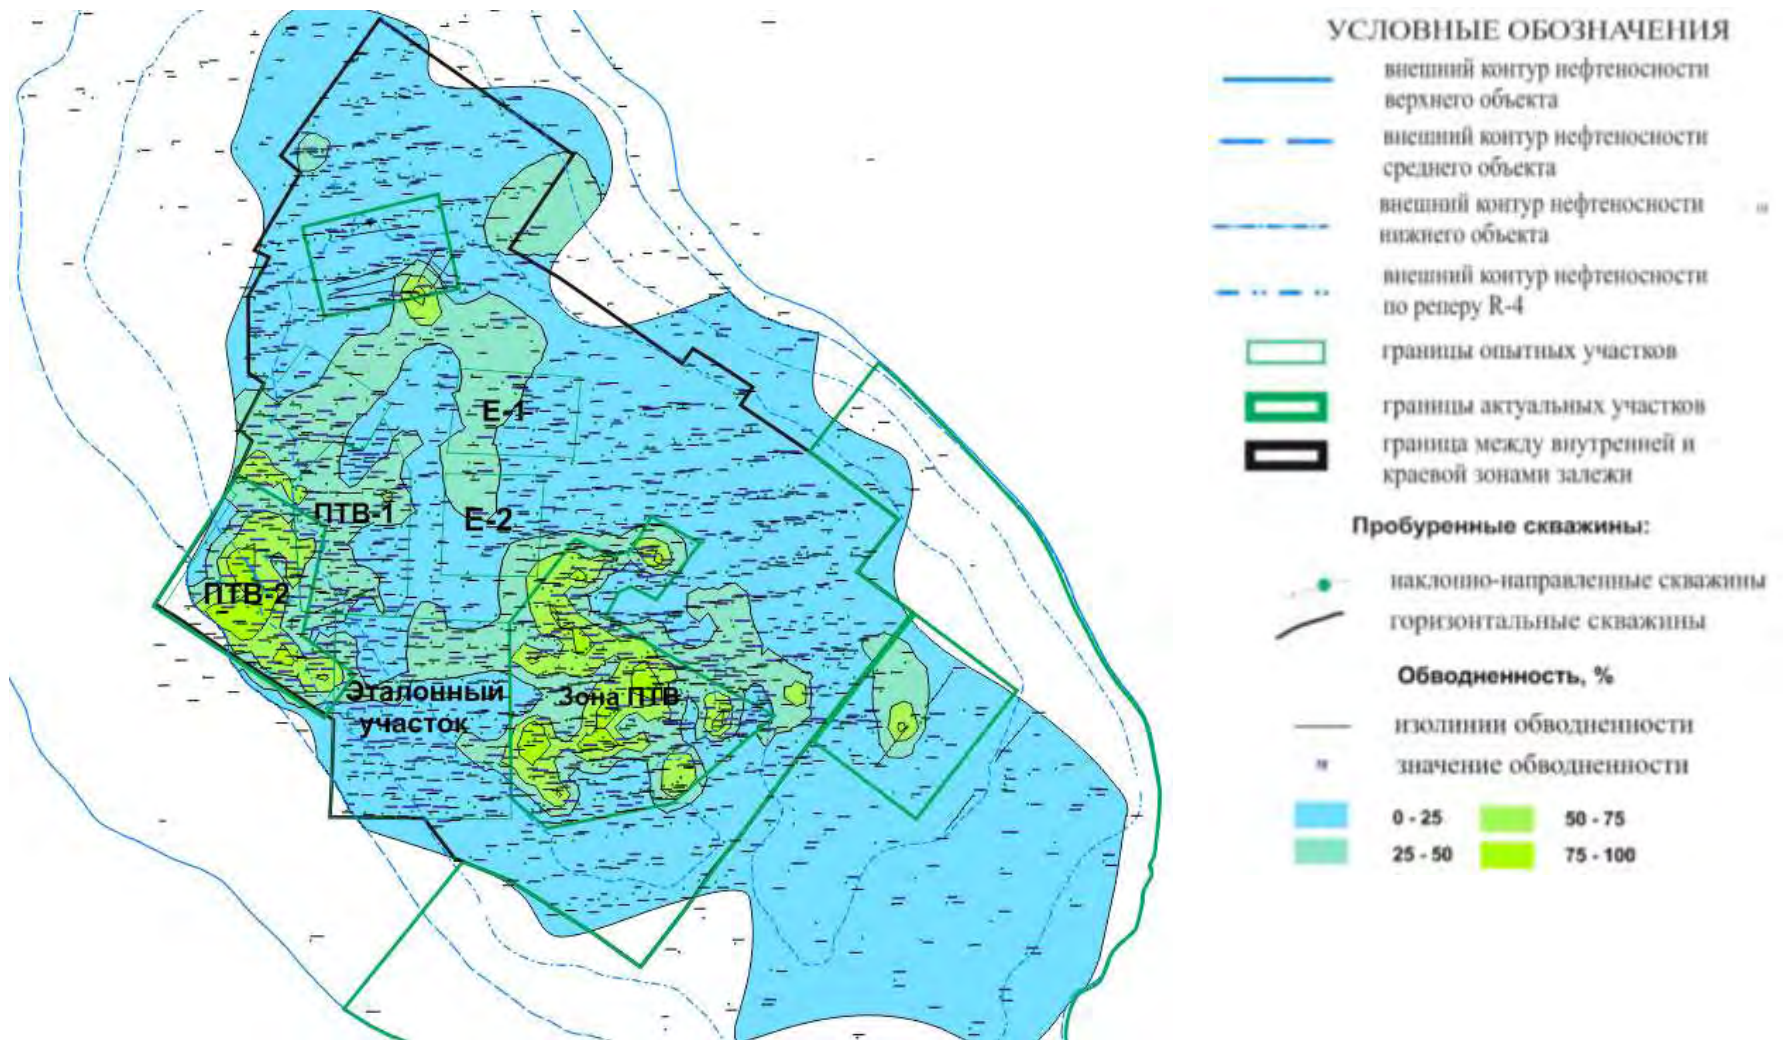 Е-1
ПТВ-1
Е-2
ПТВ-2
Эталонный
участок
Зона ПТВ
УСЛОВНЫЕ ОБОЗНАЧЕНИЯ
внешний контур нефтеносности
верхнего объекта
внешний контур нефтеносности
среднего объекта
внешний контур нефтеносности
нижнего объекта
внешний контур нефтеносности
по реперу R-4
границы опытных участков
границы актуальных участков
граница между внутренней и
краевой зонами залежи
Пробуренные скважины:
наклонно-направленные скважины
горизонтальные скважины
Обводненность, %
изолинии обводненности
значение обводненности
0 - 25
50 - 75
25 - 50
75 - 100